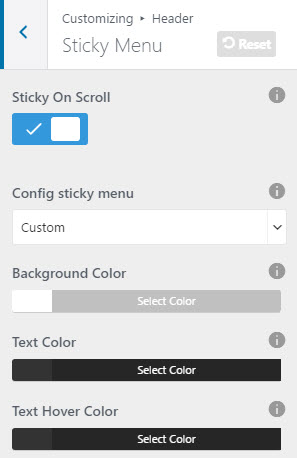 Customizing ▸ Header
Sticky Menu
Reset
Sticky On Scroll
Config sticky menu
Custom
Background Color
Select Color
Text Color
Select Color
Text Hover Color
Select Color